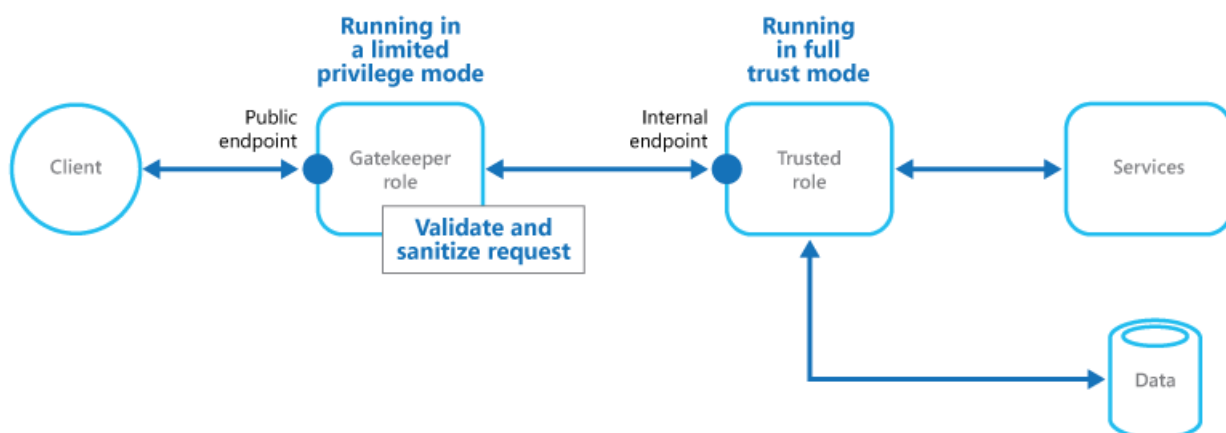 Running in
a limited
privilege mode
Running
in full
trust mode
Public
endpoint
Internal
endpoint
Client
Gatekeeper
role
Trusted
role
Services
Validate and
sanitize request
Data